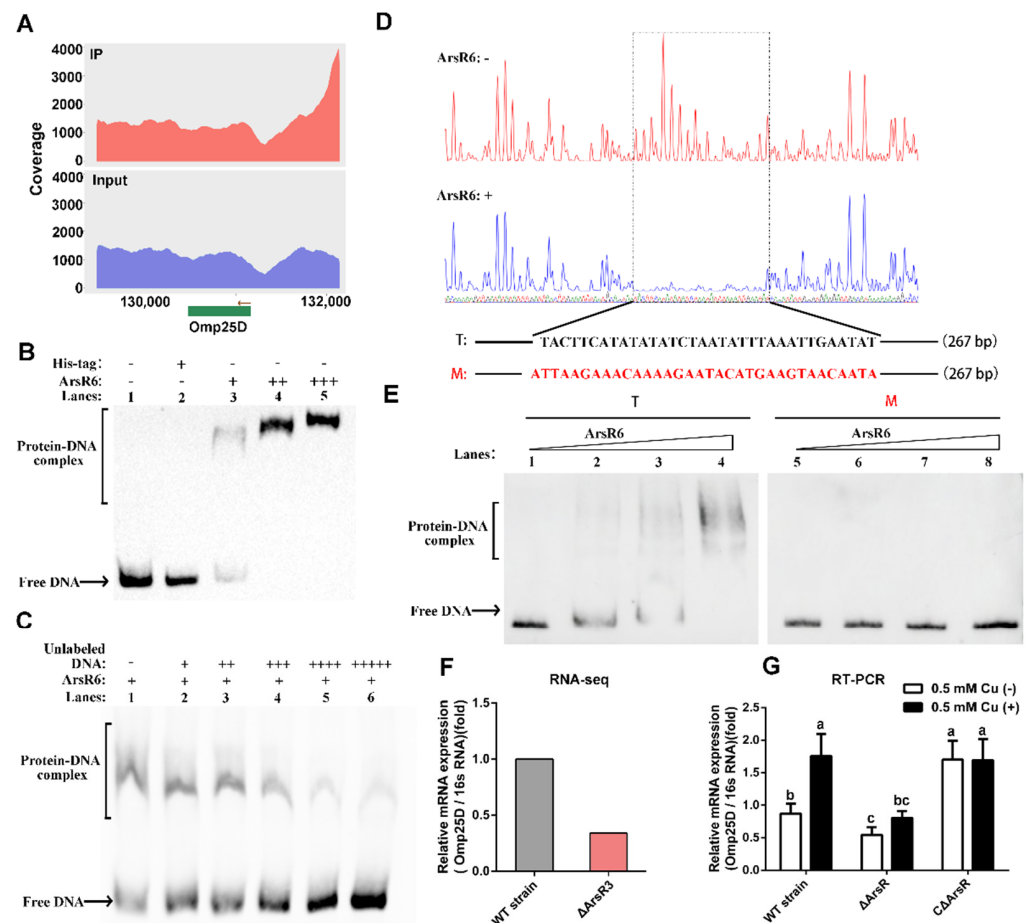 A
4000
3000
2000
1000
0
IP
4000
3000
2000
1000
0
Input
Coverage
130,000
132,000
←
Omp25D
B
His-tag: - + - - -
ArsR6: - - + ++ +++
Lanes: 1 2 3 4 5
Protein-DNA
complex
Free DNA→
C
Unlabeled
DNA: - + ++ +++ ++++ +++++
ArsR6: + + + + + +
Lanes: 1 2 3 4 5 6
Protein-DNA
complex
Free DNA→
D
ArsR6: -
ArsR6: +
T: TACTTCATATATATCTAATATTTAAATTGAATAT (267 bp)
M: ATTAAGAAACAAAAGAATACATGAAGTAACAATA (267 bp)
E
T
M
ArsR6
ArsR6
Lanes: 1 2 3 4 5 6 7 8
Protein-DNA
complex
Free DNA→
F
RNA-seq
Relative mRNA expression
(Omp25D / 16s RNA)(fold)
1.5
1.0
0.5
0.0
WT strain
ΔArsR3
G
RT-PCR
0.5 mM Cu (-)
0.5 mM Cu (+)
Relative mRNA expression
(Omp25D / 16s RNA)(fold)
2.5
2.0
1.5
1.0
0.5
0.0
b
a
c
bc
a
a
WT strain
ΔArsR
CΔArsR